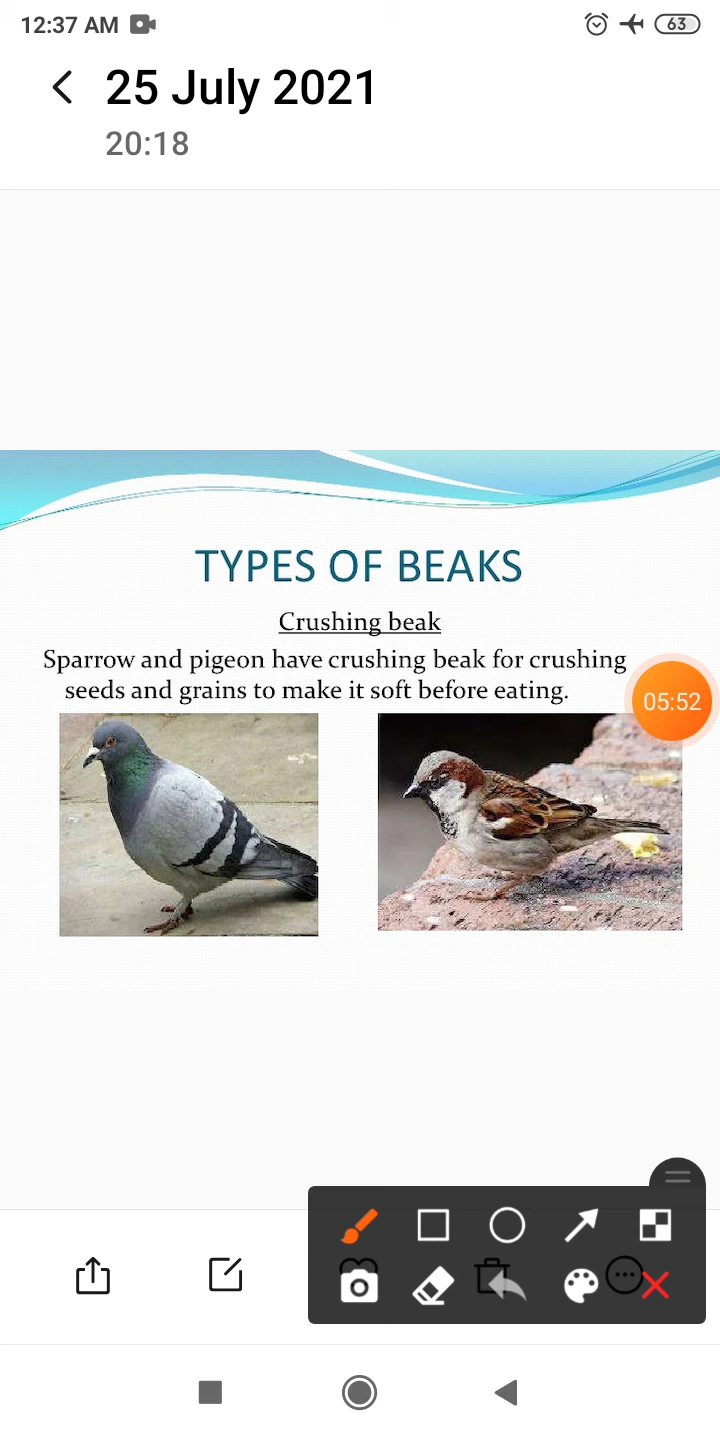 12:37 AM
63
25 July 2021
20:18
TYPES OF BEAKS
Crushing beak
Sparrow and pigeon have crushing beak for crushing
seeds and grains to make it soft before eating.
05:52